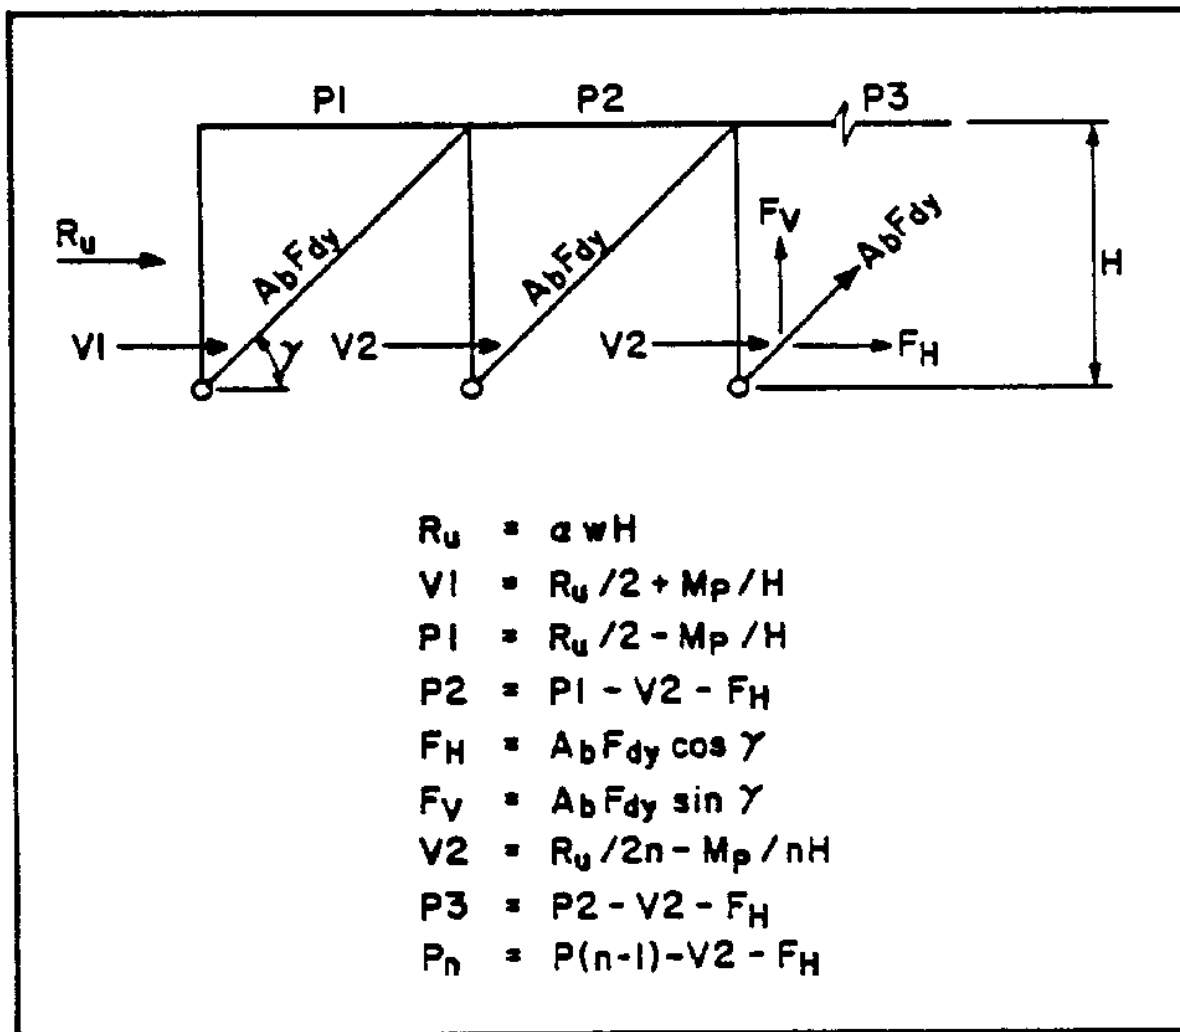 P1 P2 P3
Ru
AbFdy
AbFdy
FV
AbFdy
H
V1
γ
V2
V2
FH
Ru = α wH
V1 = Ru /2 + Mp /H
P1 = Ru /2 - Mp /H
P2 = P1 - V2 - FH
FH = AbFdy cos γ
FV = AbFdy sin γ
V2 = Ru /2n - Mp /nH
P3 = P2 - V2 - FH
Pn = P(n-1)-V2 - FH